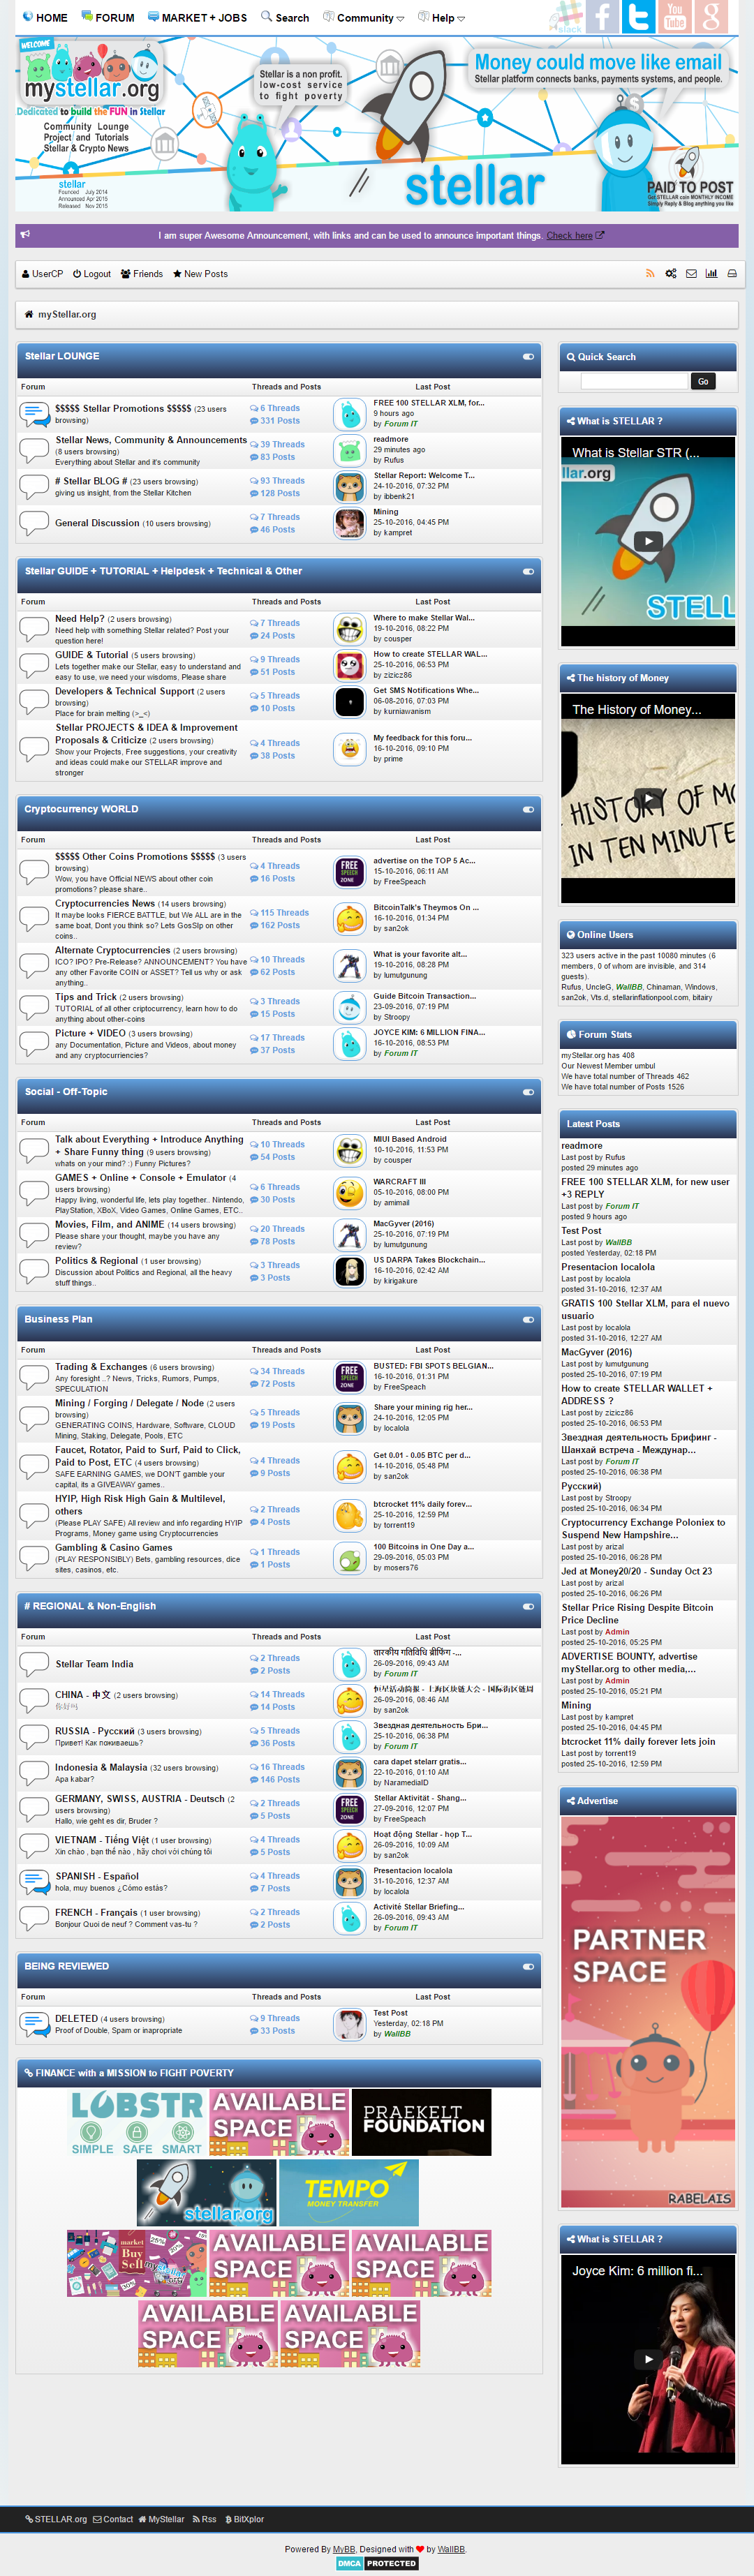 HOME FORUM MARKET + JOBS Search Community Help
slack
You Tube
WELCOME
mystellar.org
Dedicated to build the FUN in Stellar
Community Lounge
Project and Tutorials
Stellar & Crypto News
stellar
Founded July 2014
Announced Apr 2015
Released Nov 2015
Stellar is a non profit.
low-cost service
to fight poverty
Money could move like email
Stellar platform connects banks, payments systems, and people.
stellar
PAID TO POST
Get STELLAR coin MONTHLY INCOME
Simply Reply & Blog anything you like
I am super Awesome Announcement, with links and can be used to announce important things. Check here
UserCP Logout Friends New Posts
myStellar.org
Stellar LOUNGE
Forum Threads and Posts Last Post
$$$$$ Stellar Promotions $$$$$ (23 users browsing)
6 Threads
331 Posts
FREE 100 STELLAR XLM, for...
9 hours ago
by Forum IT
Stellar News, Community & Announcements
(8 users browsing)
Everything about Stellar and it's community
39 Threads
83 Posts
readmore
29 minutes ago
by Rufus
# Stellar BLOG # (23 users browsing)
giving us insight, from the Stellar Kitchen
93 Threads
128 Posts
Stellar Report: Welcome T...
24-10-2016, 07:32 PM
by ibbenk21
General Discussion (10 users browsing)
7 Threads
46 Posts
Mining
25-10-2016, 04:45 PM
by kampret
Stellar GUIDE + TUTORIAL + Helpdesk + Technical & Other
Forum Threads and Posts Last Post
Need Help? (2 users browsing)
Need help with something Stellar related? Post your
question here!
7 Threads
24 Posts
Where to make Stellar Wal...
19-10-2016, 08:22 PM
by cousper
GUIDE & Tutorial (5 users browsing)
Lets together make our Stellar, easy to understand and
easy to use, we need your wisdoms, Please share
9 Threads
51 Posts
How to create STELLAR WAL...
25-10-2016, 06:53 PM
by zizicz86
Developers & Technical Support (2 users
browsing)
Place for brain melting (>_<)
5 Threads
10 Posts
Get SMS Notifications Whe...
06-08-2016, 07:03 PM
by kurniawanism
Stellar PROJECTS & IDEA & Improvement
Proposals & Criticize (2 users browsing)
Show your Projects, Free suggestions, your creativity
and ideas could make our STELLAR improve and
stronger
4 Threads
38 Posts
My feedback for this foru...
16-10-2016, 09:10 PM
by prime
Cryptocurrency WORLD
Forum Threads and Posts Last Post
$$$$$ Other Coins Promotions $$$$$ (3 users
browsing)
Wow, you have Official NEWS about other coin
promotions? please share..
4 Threads
16 Posts
FREE SPEECH ZONE
advertise on the TOP 5 Ac...
15-10-2016, 06:11 AM
by FreeSpeach
Cryptocurrencies News (14 users browsing)
It maybe looks FIERCE BATTLE, but We ALL are in the
same boat, Dont you think so? Lets GosSIp on other
coins..
115 Threads
162 Posts
BitcoinTalk's Theymos On ...
16-10-2016, 01:34 PM
by san2ok
Alternate Cryptocurrencies (2 users browsing)
ICO? IPO? Pre-Release? ANNOUNCEMENT? You have
any other Favorite COIN or ASSET? Tell us why or ask
anything..
10 Threads
62 Posts
What is your favorite alt...
19-10-2016, 08:28 PM
by lumutgunung
Tips and Trick (2 users browsing)
TUTORIAL of all other cryptocurrency, learn how to do
anything about other-coins
3 Threads
15 Posts
Guide Bitcoin Transaction...
23-09-2016, 07:19 PM
by Stroopy
Picture + VIDEO (3 users browsing)
any Documentation, Picture and Videos, about money
and any cryptocurriencies?
17 Threads
37 Posts
JOYCE KIM: 6 MILLION FINA...
16-10-2016, 08:53 PM
by Forum IT
Social - Off-Topic
Forum Threads and Posts Last Post
Talk about Everything + Introduce Anything
+ Share Funny thing (9 users browsing)
whats on your mind? :) Funny Pictures?
10 Threads
54 Posts
MIUI Based Android
10-10-2016, 11:53 PM
by cousper
GAMES + Online + Console + Emulator (4
users browsing)
Happy living, wonderful life, lets play together.. Nintendo,
PlayStation, XBoX, Video Games, Online Games, ETC..
6 Threads
30 Posts
WARCRAFT III
05-10-2016, 08:00 PM
by amimail
Movies, Film, and ANIME (14 users browsing)
Please share your thought, maybe you have any
review?
20 Threads
78 Posts
MacGyver (2016)
25-10-2016, 07:19 PM
by lumutgunung
Politics & Regional (1 user browsing)
Discussion about Politics and Regional, all the heavy
stuff things..
3 Threads
3 Posts
US DARPA Takes Blockchain...
16-10-2016, 02:42 AM
by kirigakure
Business Plan
Forum Threads and Posts Last Post
Trading & Exchanges (6 users browsing)
Any foresight ..? News, Tricks, Rumors, Pumps,
SPECULATION
34 Threads
72 Posts
FREE SPEECH ZONE
BUSTED: FBI SPOTS BELGIAN...
16-10-2016, 01:31 PM
by FreeSpeach
Mining / Forging / Delegate / Node (2 users
browsing)
GENERATING COINS, Hardware, Software, CLOUD
Mining, Staking, Delegate, Pools, ETC
5 Threads
19 Posts
Share your mining rig her...
24-10-2016, 12:05 PM
by localola
Faucet, Rotator, Paid to Surf, Paid to Click,
Paid to Post, ETC (4 users browsing)
SAFE EARNING GAMES, we DON'T gamble your
capital, its a GIVEAWAY games..
4 Threads
9 Posts
Get 0.01 - 0.05 BTC per d...
14-10-2016, 05:48 PM
by san2ok
HYIP, High Risk High Gain & Multilevel,
others
(Please PLAY SAFE) All review and info regarding HYIP
Programs, Money game using Cryptocurrencies
2 Threads
4 Posts
btcrocket 11% daily forev...
25-10-2016, 12:59 PM
by torrent19
Gambling & Casino Games
(PLAY RESPONSIBLY) Bets, gambling resources, dice
sites, casinos, etc.
1 Threads
1 Posts
100 Bitcoins in One Day a...
29-09-2016, 05:03 PM
by mosers76
# REGIONAL & Non-English
Forum Threads and Posts Last Post
Stellar Team India
2 Threads
2 Posts
तारकीय गतिविधि ब्रीफिंग -...
26-09-2016, 09:43 AM
by Forum IT
CHINA - 中文 (2 users browsing)
你好吗
14 Threads
14 Posts
恒星活动简报 - 上海区块链大会 - 国际街区链周
26-09-2016, 08:46 AM
by san2ok
RUSSIA - Русский (3 users browsing)
Привет! Как поживаешь?
5 Threads
36 Posts
Звездная деятельность Бри...
25-10-2016, 06:38 PM
by Forum IT
Indonesia & Malaysia (32 users browsing)
Apa kabar?
16 Threads
146 Posts
cara dapet stelarr gratis...
22-10-2016, 01:10 AM
by NaramedialD
GERMANY, SWISS, AUSTRIA - Deutsch (2
users browsing)
Hallo, wie geht es dir, Bruder ?
2 Threads
5 Posts
FREE SPEECH ZONE
Stellar Aktivität - Shang...
27-09-2016, 12:07 PM
by FreeSpeach
VIETNAM - Tiếng Việt (1 user browsing)
Xin chào , bạn thế nào , hãy chơi với chúng tôi
4 Threads
5 Posts
Hoạt động Stellar - họp T...
26-09-2016, 10:09 AM
by san2ok
SPANISH - Español
hola, muy buenos ¿Cómo estás?
4 Threads
7 Posts
Presentacion localola
31-10-2016, 12:37 AM
by localola
FRENCH - Français (1 user browsing)
Bonjour Quoi de neuf ? Comment vas-tu ?
2 Threads
2 Posts
Activité Stellar Briefing...
26-09-2016, 09:43 AM
by Forum IT
BEING REVIEWED
Forum Threads and Posts Last Post
DELETED (4 users browsing)
Proof of Double, Spam or inapropriate
9 Threads
33 Posts
Test Post
Yesterday, 02:18 PM
by WallBB
FINANCE with a MISSION to FIGHT POVERTY
LOBSTR
SIMPLE SAFE SMART
AVAILABLE SPACE
PRAEKELT FOUNDATION
stellar.org
TEMPO
MONEY TRANSFER
market
Buy
Sell
AVAILABLE SPACE
AVAILABLE SPACE
AVAILABLE SPACE
AVAILABLE SPACE
Quick Search
Go
What is STELLAR ?
What is Stellar STR (...
llar.org
STELL
The history of Money
The History of Money...
HISTORY OF MO
IN TEN MINUTE
Online Users
323 users active in the past 10080 minutes (6
members, 0 of whom are invisible, and 314
guests).
Rufus, UncleG, WallBB, Chinaman, Windows,
san2ok, Vts.d, stellarinflationpool.com, bitairy
Forum Stats
myStellar.org has 408
Our Newest Member umbul
We have total number of Threads 462
We have total number of Posts 1526
Latest Posts
readmore
Last post by Rufus
posted 29 minutes ago
FREE 100 STELLAR XLM, for new user
+3 REPLY
Last post by Forum IT
posted 9 hours ago
Test Post
Last post by WallBB
posted Yesterday, 02:18 PM
Presentacion localola
Last post by localola
posted 31-10-2016, 12:37 AM
GRATIS 100 Stellar XLM, para el nuevo
usuario
Last post by localola
posted 31-10-2016, 12:27 AM
MacGyver (2016)
Last post by lumutgunung
posted 25-10-2016, 07:19 PM
How to create STELLAR WALLET +
ADDRESS ?
Last post by zizicz86
posted 25-10-2016, 06:53 PM
Звездная деятельность Брифинг -
Шанхай встреча - Междунар...
Last post by Forum IT
posted 25-10-2016, 06:38 PM
Русский)
Last post by Stroopy
posted 25-10-2016, 06:34 PM
Cryptocurrency Exchange Poloniex to
Suspend New Hampshire...
Last post by arizal
posted 25-10-2016, 06:28 PM
Jed at Money20/20 - Sunday Oct 23
Last post by arizal
posted 25-10-2016, 06:26 PM
Stellar Price Rising Despite Bitcoin
Price Decline
Last post by Admin
posted 25-10-2016, 05:25 PM
ADVERTISE BOUNTY, advertise
myStellar.org to other media,...
Last post by Admin
posted 25-10-2016, 05:21 PM
Mining
Last post by kampret
posted 25-10-2016, 04:45 PM
btcrocket 11% daily forever lets join
Last post by torrent19
posted 25-10-2016, 12:59 PM
Advertise
PARTNER
SPACE
RABELAIS
What is STELLAR ?
Joyce Kim: 6 million fi...
STELLAR.org Contact MyStellar Rss BitXplor
Powered By MyBB, Designed with by WallBB.
DMCA PROTECTED